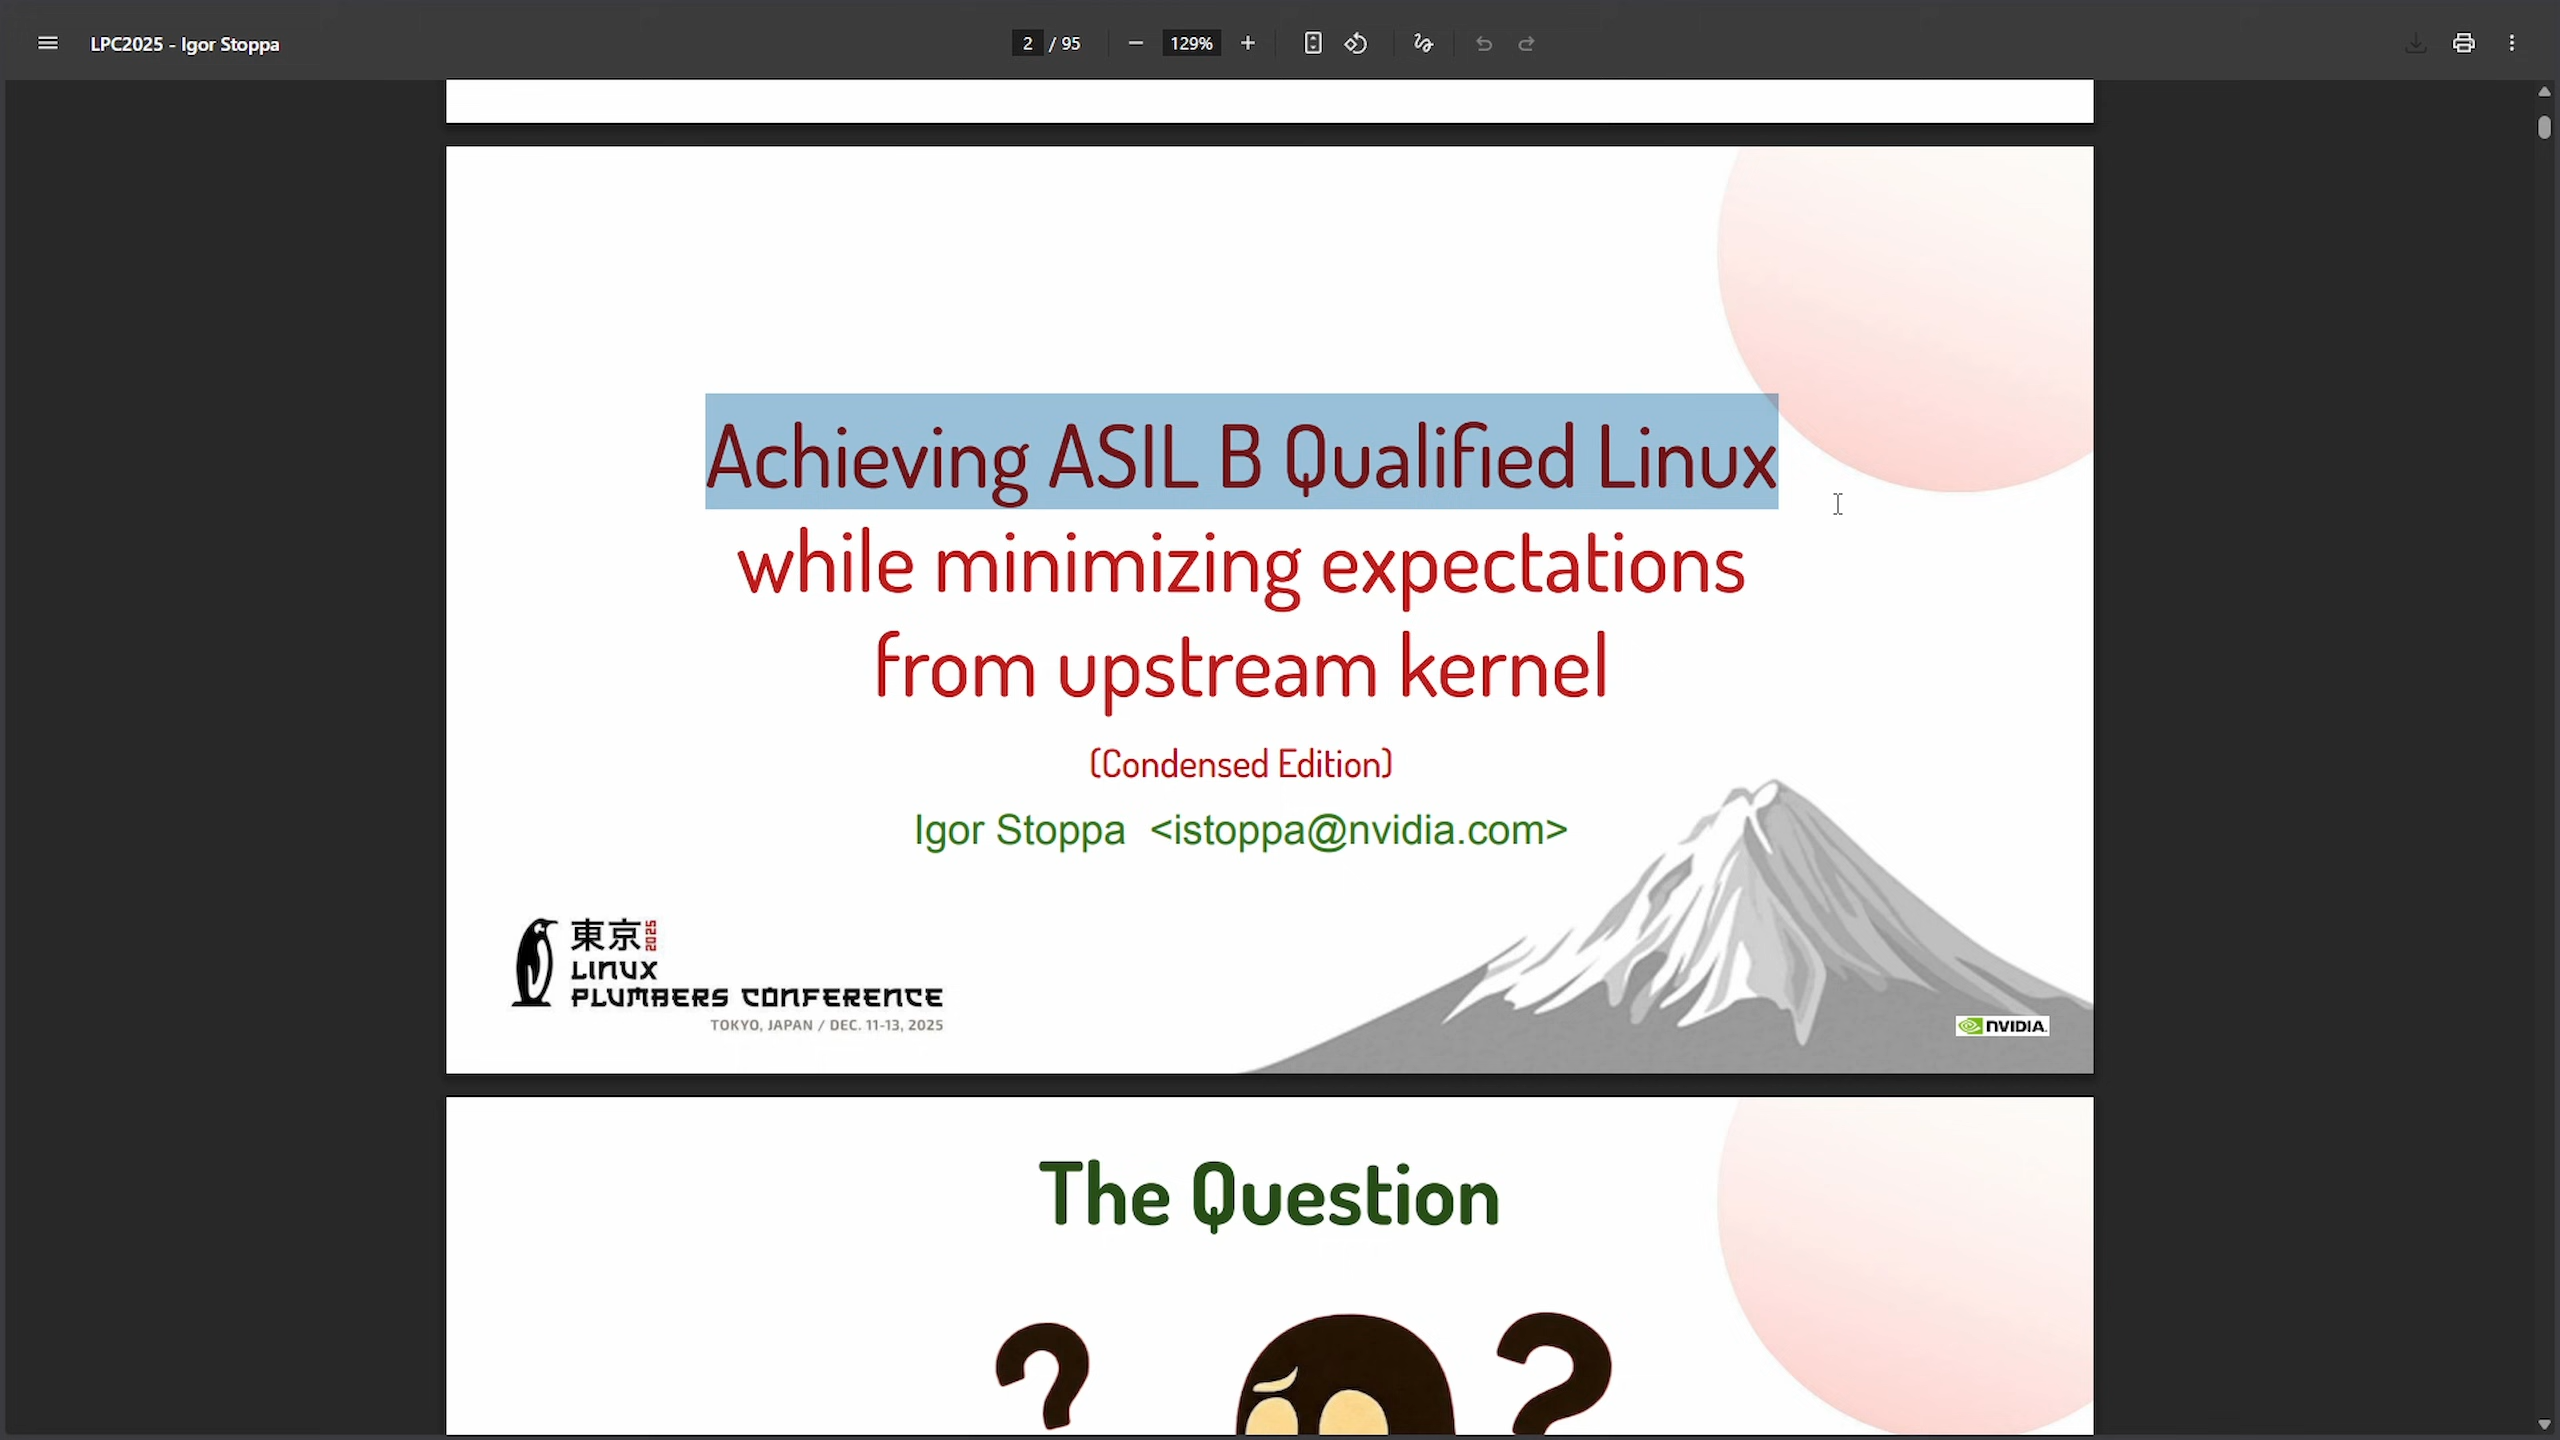 LPC2025 - Igor Stoppa
2 / 95
129%
Achieving ASIL B Qualified Linux
while minimizing expectations
from upstream kernel
(Condensed Edition)
Igor Stoppa <istoppa@nvidia.com>
東京 2025
LINUX
PLUMBERS CONFERENCE
TOKYO, JAPAN / DEC. 11-13, 2025
NVIDIA.
The Question
? ?